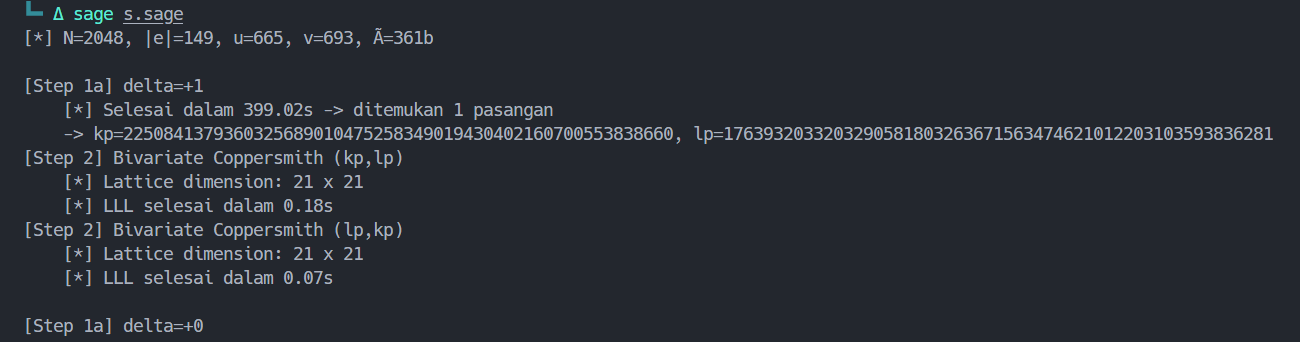 Δ sage s.sage
[*] N=2048, |e|=149, u=665, v=693, Ã=361b
[Step 1a] delta=+1
[*] Selesai dalam 399.02s -> ditemukan 1 pasangan
-> kp=225084137936032568901047525834901943040216070055383866​0, lp=176393203320329058180326367156347462101220310359383628​1
[Step 2] Bivariate Coppersmith (kp,lp)
[*] Lattice dimension: 21 x 21
[*] LLL selesai dalam 0.18s
[Step 2] Bivariate Coppersmith (lp,kp)
[*] Lattice dimension: 21 x 21
[*] LLL selesai dalam 0.07s
[Step 1a] delta=+0